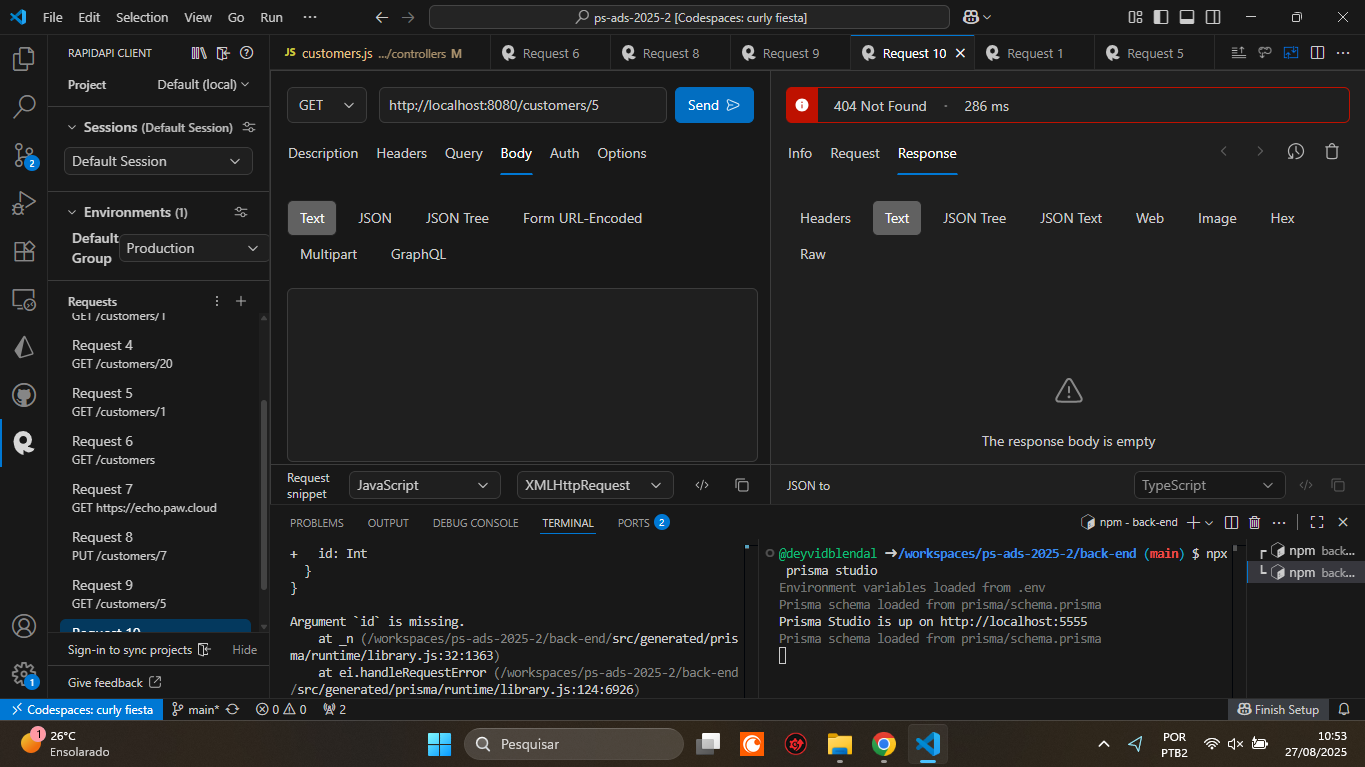 File Edit Selection View Go Run ···
ps-ads-2025-2 [Codespaces: curly fiesta]
RAPIDAPI CLIENT
JS customers.js .../controllers M
Request 6
Request 8
Request 9
Request 10
Request 1
Request 5
Project Default (local)
Sessions (Default Session)
Default Session
2
Environments (1)
Default Group
Production
Requests
GET /customers/1
Request 4
GET /customers/20
Request 5
GET /customers/1
Request 6
GET /customers
Request 7
GET https://echo.paw.cloud
Request 8
PUT /customers/7
Request 9
GET /customers/5
Request 10
Sign-in to sync projects Hide
Give feedback
1
GET http://localhost:8080/customers/5 Send
Description Headers Query Body Auth Options
Text JSON JSON Tree Form URL-Encoded
Multipart GraphQL
Request snippet JavaScript XMLHttpRequest
404 Not Found · 286 ms
Info Request Response
Headers Text JSON Tree JSON Text Web Image Hex
Raw
The response body is empty
JSON to TypeScript
PROBLEMS OUTPUT DEBUG CONSOLE TERMINAL PORTS 2
npm - back-end
+ id: Int
}
}
Argument `id` is missing.
at _n (/workspaces/ps-ads-2025-2/back-end/src/generated/pris
ma/runtime/library.js:32:1363)
at ei.handleRequestError (/workspaces/ps-ads-2025-2/back-end
/src/generated/prisma/runtime/library.js:124:6926)
@deyvidblendal ➜/workspaces/ps-ads-2025-2/back-end (main) $ npx
prisma studio
Environment variables loaded from .env
Prisma schema loaded from prisma/schema.prisma
Prisma Studio is up on http://localhost:5555
Prisma schema loaded from prisma/schema.prisma
npm back...
npm back...
Codespaces: curly fiesta main* 0 0 2 Finish Setup
1
26°C
Ensolarado
Pesquisar
POR
PTB2
10:53
27/08/2025